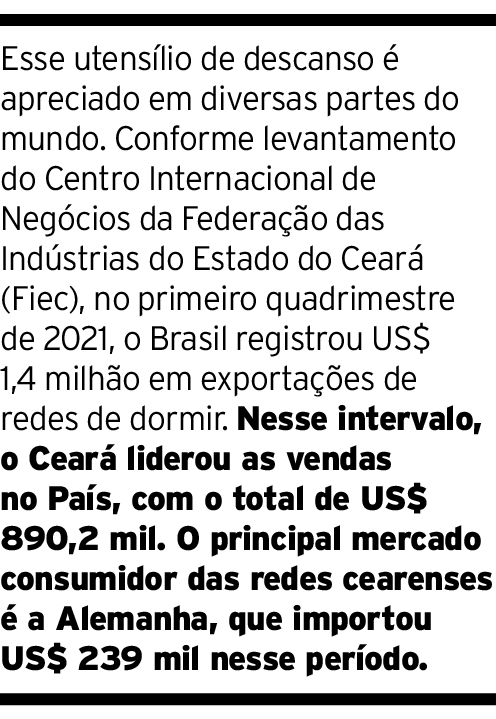 Esse utensílio de descanso é
apreciado em diversas partes do
mundo. Conforme levantamento
do Centro Internacional de
Negócios da Federação das
Indústrias do Estado do Ceará
(Fiec), no primeiro quadrimestre
de 2021, o Brasil registrou US$
1,4 milhão em exportações de
redes de dormir. Nesse intervalo,
o Ceará liderou as vendas
no País, com o total de US$
890,2 mil. O principal mercado
consumidor das redes cearenses
é a Alemanha, que importou
US$ 239 mil nesse período.